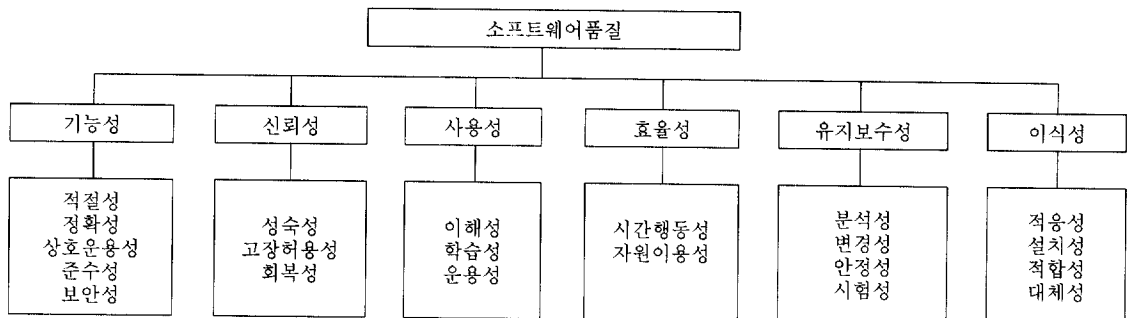 소프트웨어품질
기능성
신뢰성
사용성
효율성
유지보수성
이식성
적절성
정확성
상호운용성
준수성
보안성
성숙성
고장허용성
회복성
이해성
학습성
운용성
시간행동성
자원이용성
분석성
변경성
안정성
시험성
적응성
설치성
적합성
대체성